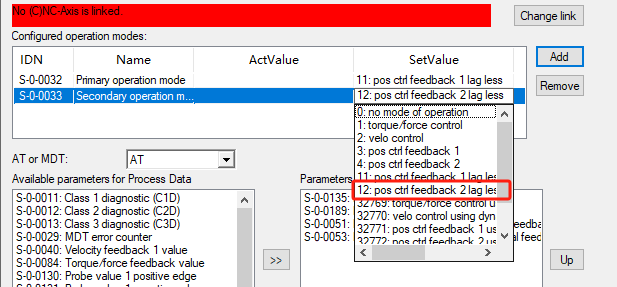 No (C)NC-Axis is linked.
Change link
Configured operation modes:
IDN Name ActValue SetValue
Add
S-0-0032 Primary operation mode 11: pos ctrl feedback 1 lag less
S-0-0033 Secondary operation m... 12: pos ctrl feedback 2 lag less
Remove
0: no mode of operation
1: torque/force control
2: velo control
3: pos ctrl feedback 1
4: pos ctrl feedback 2
11: pos ctrl feedback 1 lag less
12: pos ctrl feedback 2 lag les
32769: torque/force control u
32770: velo control using dyn
32771: pos ctrl feedback 1 us
32772: pos ctrl feedback 2 us
AT or MDT: AT
Available parameters for Process Data
S-0-0011: Class 1 diagnostic (C1D)
S-0-0012: Class 2 diagnostic (C2D)
S-0-0013: Class 3 diagnostic (C3D)
S-0-0029: MDT error counter
S-0-0040: Velocity feedback 1 value
S-0-0084: Torque/force feedback value
S-0-0130: Probe value 1 positive edge
>>
Parameters
S-0-0135:
S-0-0189:
S-0-0051: feedba
S-0-0053: feedba
Up